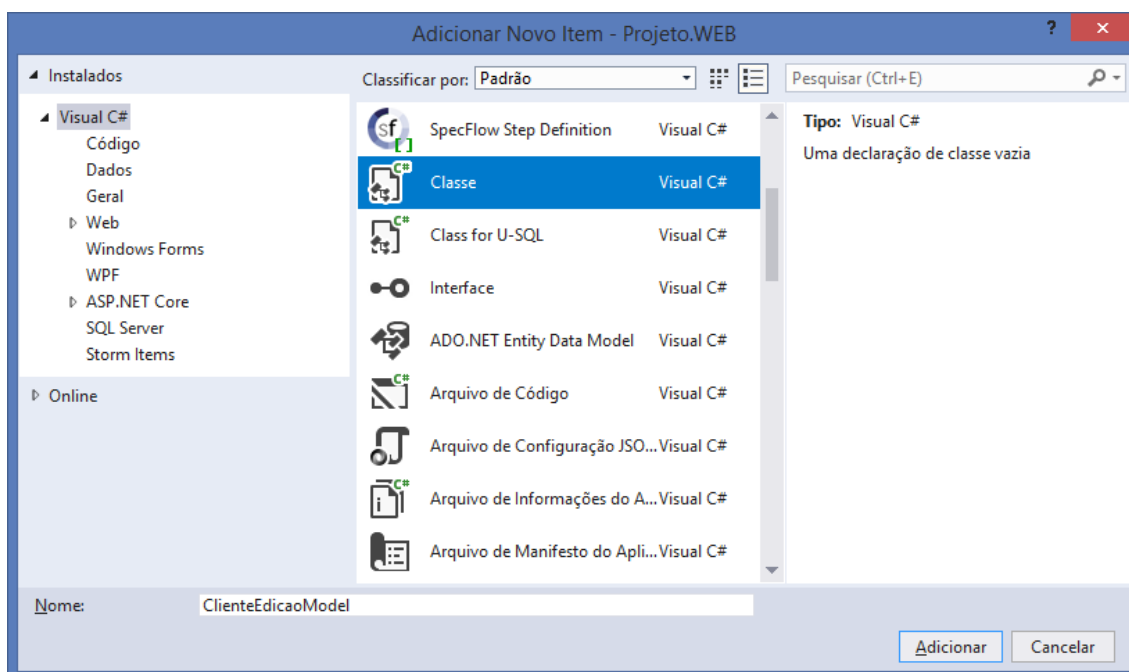 Adicionar Novo Item - Projeto.WEB
?
Instalados
Classificar por: Padrão
Pesquisar (Ctrl+E)
Visual C#
Código
Dados
Geral
Web
Windows Forms
WPF
ASP.NET Core
SQL Server
Storm Items
Online
SpecFlow Step Definition Visual C#
Classe Visual C#
Class for U-SQL Visual C#
Interface Visual C#
ADO.NET Entity Data Model Visual C#
Arquivo de Código Visual C#
Arquivo de Configuração JSO... Visual C#
Arquivo de Informações do A... Visual C#
Arquivo de Manifesto do Apli... Visual C#
Tipo: Visual C#
Uma declaração de classe vazia
Nome: ClienteEdicaoModel
Adicionar Cancelar